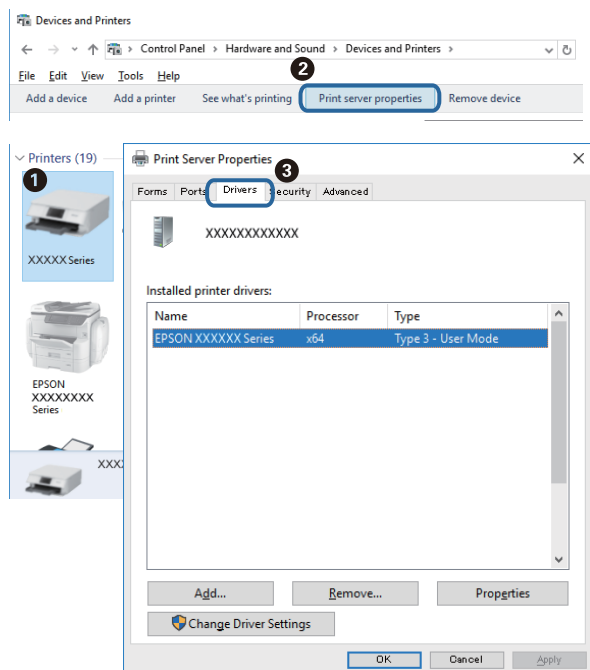 Devices and Printers
Control Panel > Hardware and Sound > Devices and Printers >
2
File Edit View Tools Help
Add a device Add a printer See what's printing Print server properties Remove device
Printers (19)
1
XXXXX Series
EPSON
XXXXXXXX
Series
XXX
Print Server Properties
3
Forms Ports Drivers Security Advanced
XXXXXXXXXXXX
Installed printer drivers:
Name Processor Type
EPSON XXXXXX Series x64 Type 3 - User Mode
Add... Remove... Properties
Change Driver Settings
OK Cancel Apply